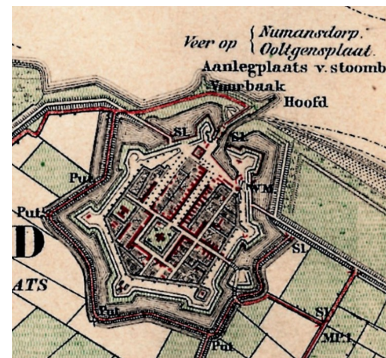 Veer op { Numansdorp.
Ooltgensplaat.
Aanlegplaats v. stoomb
Vuurbaak
Hoofd
Sl.
Sl.
Put.
W.M.
Put.
D
Sl.
ATS
Put.
Sl.
Put
MP.1.